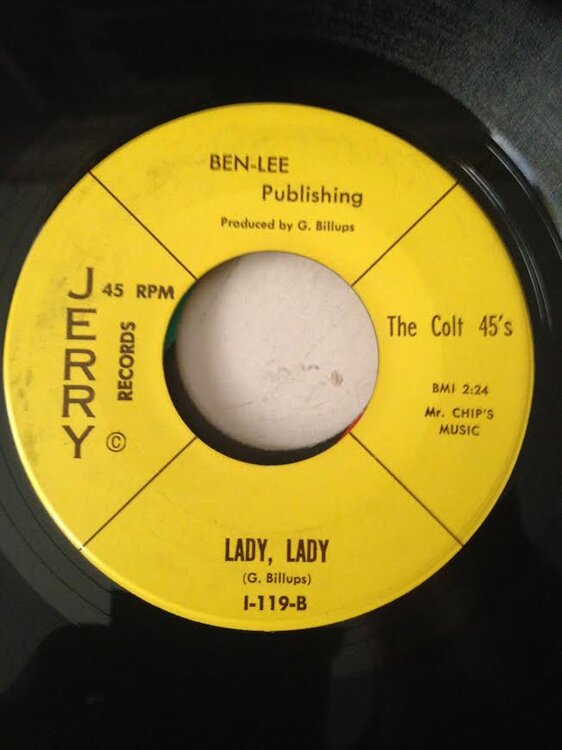 BEN-LEE
Publishing
Produced by G. Billups
JERRY
RECORDS
©
45 RPM
The Colt 45's
BMI 2:24
Mr. CHIP'S
MUSIC
LADY, LADY
(G. Billups)
I-119-B